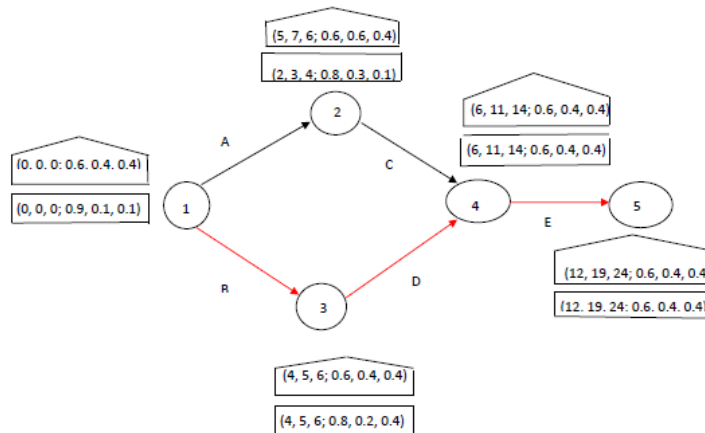 (5, 7, 6; 0.6, 0.6, 0.4)
(2, 3, 4; 0.8, 0.3, 0.1)
2
(6, 11, 14; 0.6, 0.4, 0.4)
(6, 11, 14; 0.6, 0.4, 0.4)
A
C
(0, 0, 0; 0.6, 0.4, 0.4)
(0, 0, 0; 0.9, 0.1, 0.1)
1
4
E
5
B
D
3
(12, 19, 24; 0.6, 0.4, 0.4
(12, 19, 24; 0.6, 0.4, 0.4)
(4, 5, 6; 0.6, 0.4, 0.4)
(4, 5, 6; 0.8, 0.2, 0.4)